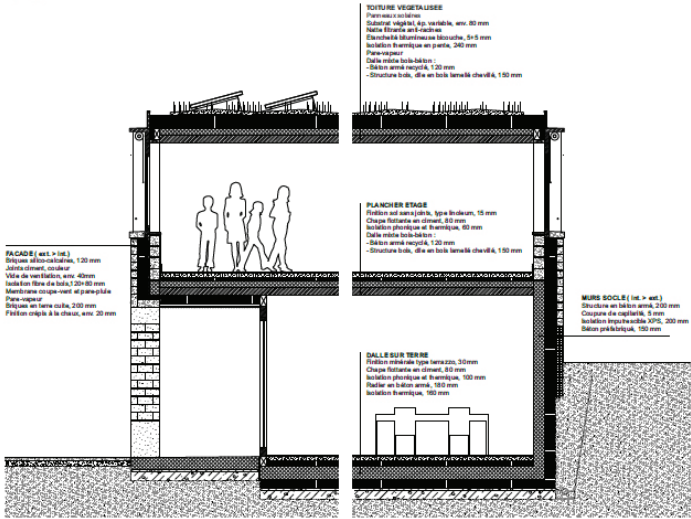 TOITURE VEGETALISEE
Panneaux solaires
Substrat végétal, ép. variable, env. 80 mm
Natte filtrante anti-racines
Etancheité bitumineuse bicouche, 5+5 mm
Isolation thermique en pente, 240 mm
Pare-vapeur
Dalle mixte bois-béton :
- Béton armé recyclé, 120 mm
- Structure bois, dlle en bois lamellé chevillé, 150 mm
PLANCHER ETAGE
Finition sol sans joints, type linoleum, 15 mm
Chape flottante en ciment, 80 mm
Isolation phonique et thermique, 60 mm
Dalle mixte bois-béton :
- Béton armé recyclé, 120 mm
- Structure bois, dlle en bois lamellé chevillé, 150 mm
FACADE ( ext. > int.)
Briques silico-calcaires, 120 mm
Joints ciment, couleur
Vide de ventilation, env. 40mm
Isolation fibre de bois,120+80 mm
Membrane coupe-vent et pare-pluie
Pare-vapeur
Briques en terre cuite, 200 mm
Finition crépis à la chaux, env. 20 mm
MURS SOCLE ( int. > ext.)
Structure en béton armé, 200 mm
Coupure de capilarité, 5 mm
Isolation imputrescible XPS, 200 mm
Béton préfabriqué, 150 mm
DALLE SUR TERRE
Finition minérale type terrazzo, 30 mm
Chape flottante en ciment, 80 mm
Isolation phonique et thermique, 100 mm
Radier en béton armé, 180 mm
Isolation thermique, 160 mm